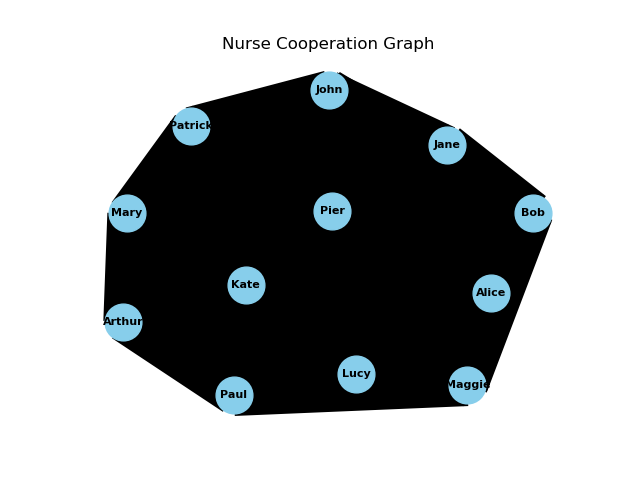 Nurse Cooperation Graph
John
Patrick
Jane
Mary
Pier
Bob
Kate
Alice
Arthur
Lucy
Maggie
Paul